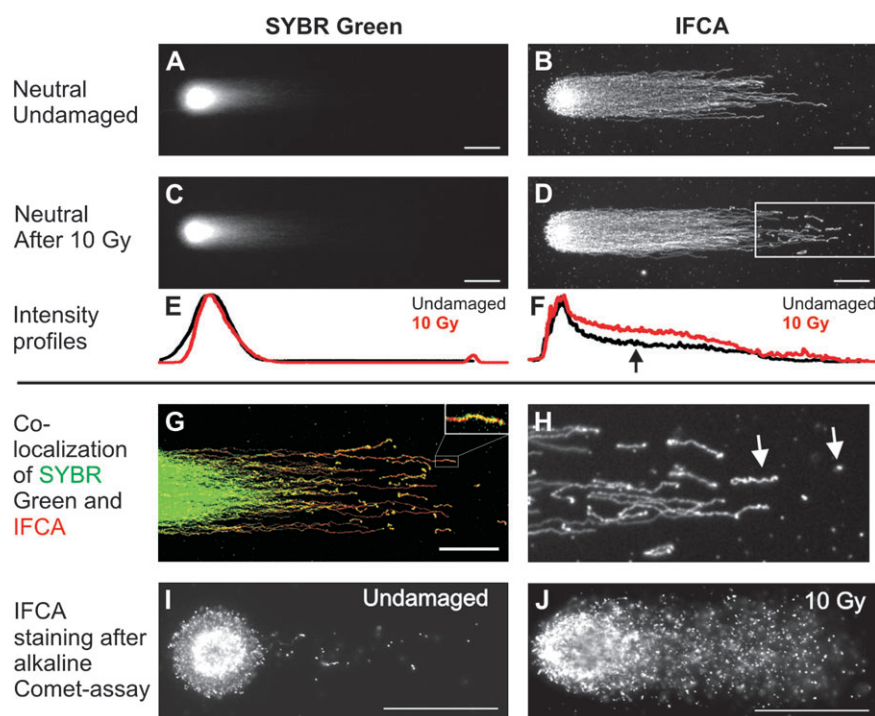 SYBR Green
IFCA
Neutral
Undamaged
A
B
Neutral
After 10 Gy
C
D
Intensity
profiles
E
Undamaged
10 Gy
F
Undamaged
10 Gy
Co-
localization
of SYBR
Green and
IFCA
G
H
IFCA
staining after
alkaline
Comet-assay
I
Undamaged
J
10 Gy